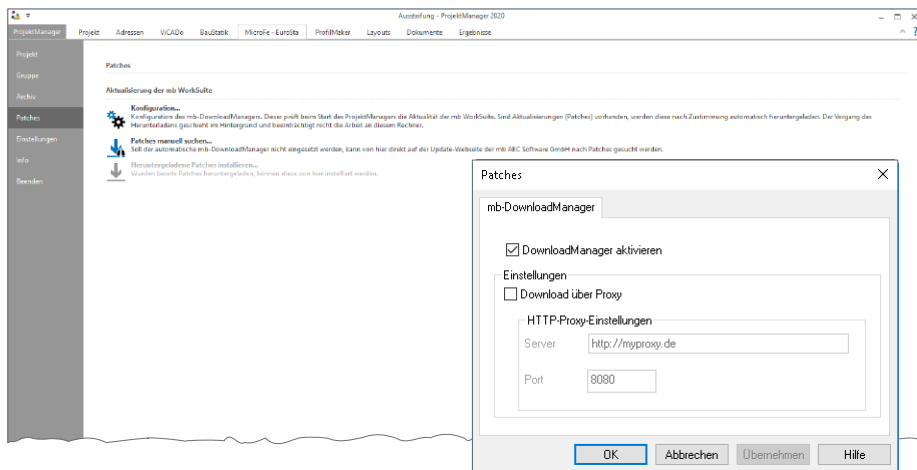 Aussteifung - ProjektManager 2020
ProjektManager Projekt Adressen ViCADo BauStatik MicroFe - EuroSta ProfilMaker Layouts Dokumente Ergebnisse
Projekt
Gruppe
Archiv
Patches
Einstellungen
Info
Beenden
Patches
Aktualisierung der mb WorkSuite
Konfiguration...
Konfiguration des mb-DownloadManagers. Dieser prüft beim Start des ProjektManagers die Aktualität der mb WorkSuite. Sind Aktualisierungen (Patches) vorhanden, werden diese nach Zustimmung automatisch heruntergeladen. Der Vorgang des
Herunterladens geschieht im Hintergrund und beeinträchtigt nicht die Arbeit an diesem Rechner.
Patches manuell suchen...
Soll der automatische mb-DownloadManager nicht eingesetzt werden, kann von hier direkt auf der Update-Webseite der mb AEC Software GmbH nach Patches gesucht werden.
Heruntergeladene Patches installieren...
Wurden bereits Patches heruntergeladen, können diese von hier installiert werden.
Patches
mb-DownloadManager
DownloadManager aktivieren
Einstellungen
Download über Proxy
HTTP-Proxy-Einstellungen
Server http://myproxy.de
Port 8080
OK Abbrechen Übernehmen Hilfe